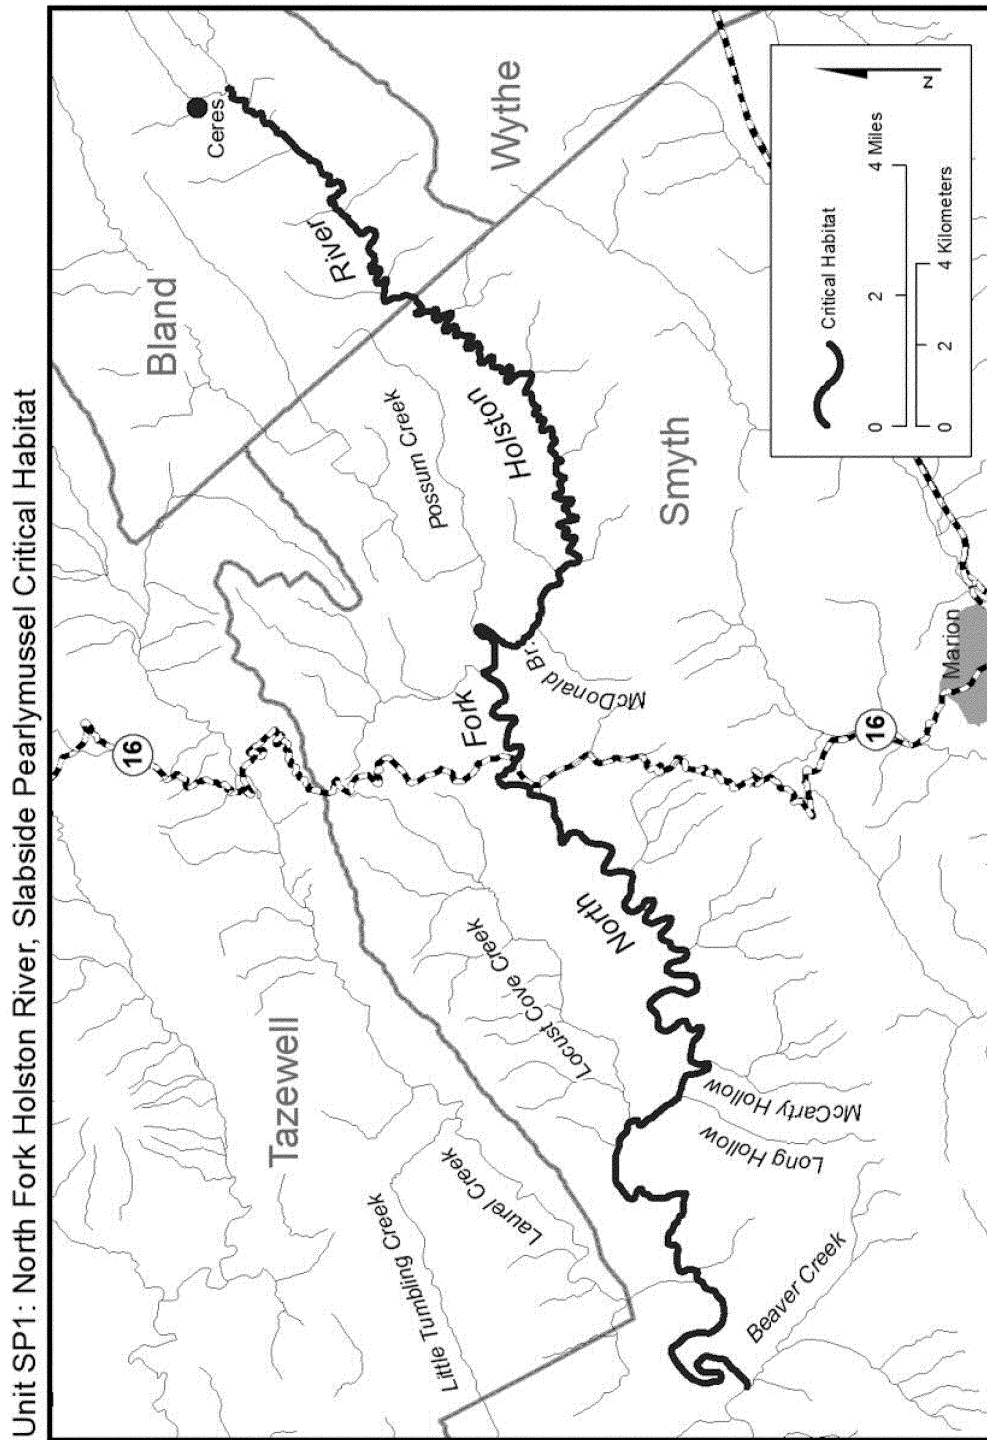 Unit SP1: North Fork Holston River, Slabside Pearlymussel Critical Habitat
Ceres
Bland
Wythe
River
Possum Creek
Holston
Smyth
16
Fork
McDonald Br.
Marion
16
Tazewell
Locust Cove Creek
North
Laurel Creek
Little Tumbling Creek
McCarty Hollow
Long Hollow
Beaver Creek
Critical Habitat
0 2 4 Miles
0 2 4 Kilometers
N